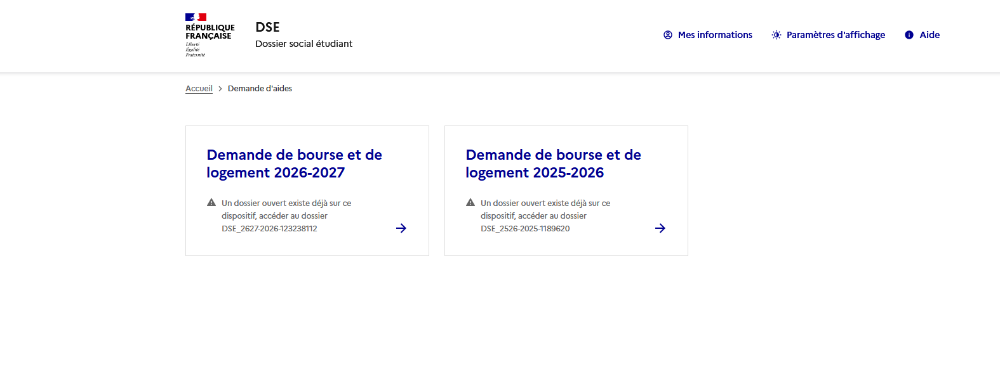 RÉPUBLIQUE
FRANÇAISE
Liberté
Égalité
Fraternité
DSE
Dossier social étudiant
Mes informations
Paramètres d'affichage
Aide
Accueil > Demande d'aides
Demande de bourse et de
logement 2026-2027
Un dossier ouvert existe déjà sur ce
dispositif, accéder au dossier
DSE_2627-2026-123238112
Demande de bourse et de
logement 2025-2026
Un dossier ouvert existe déjà sur ce
dispositif, accéder au dossier
DSE_2526-2025-1189620